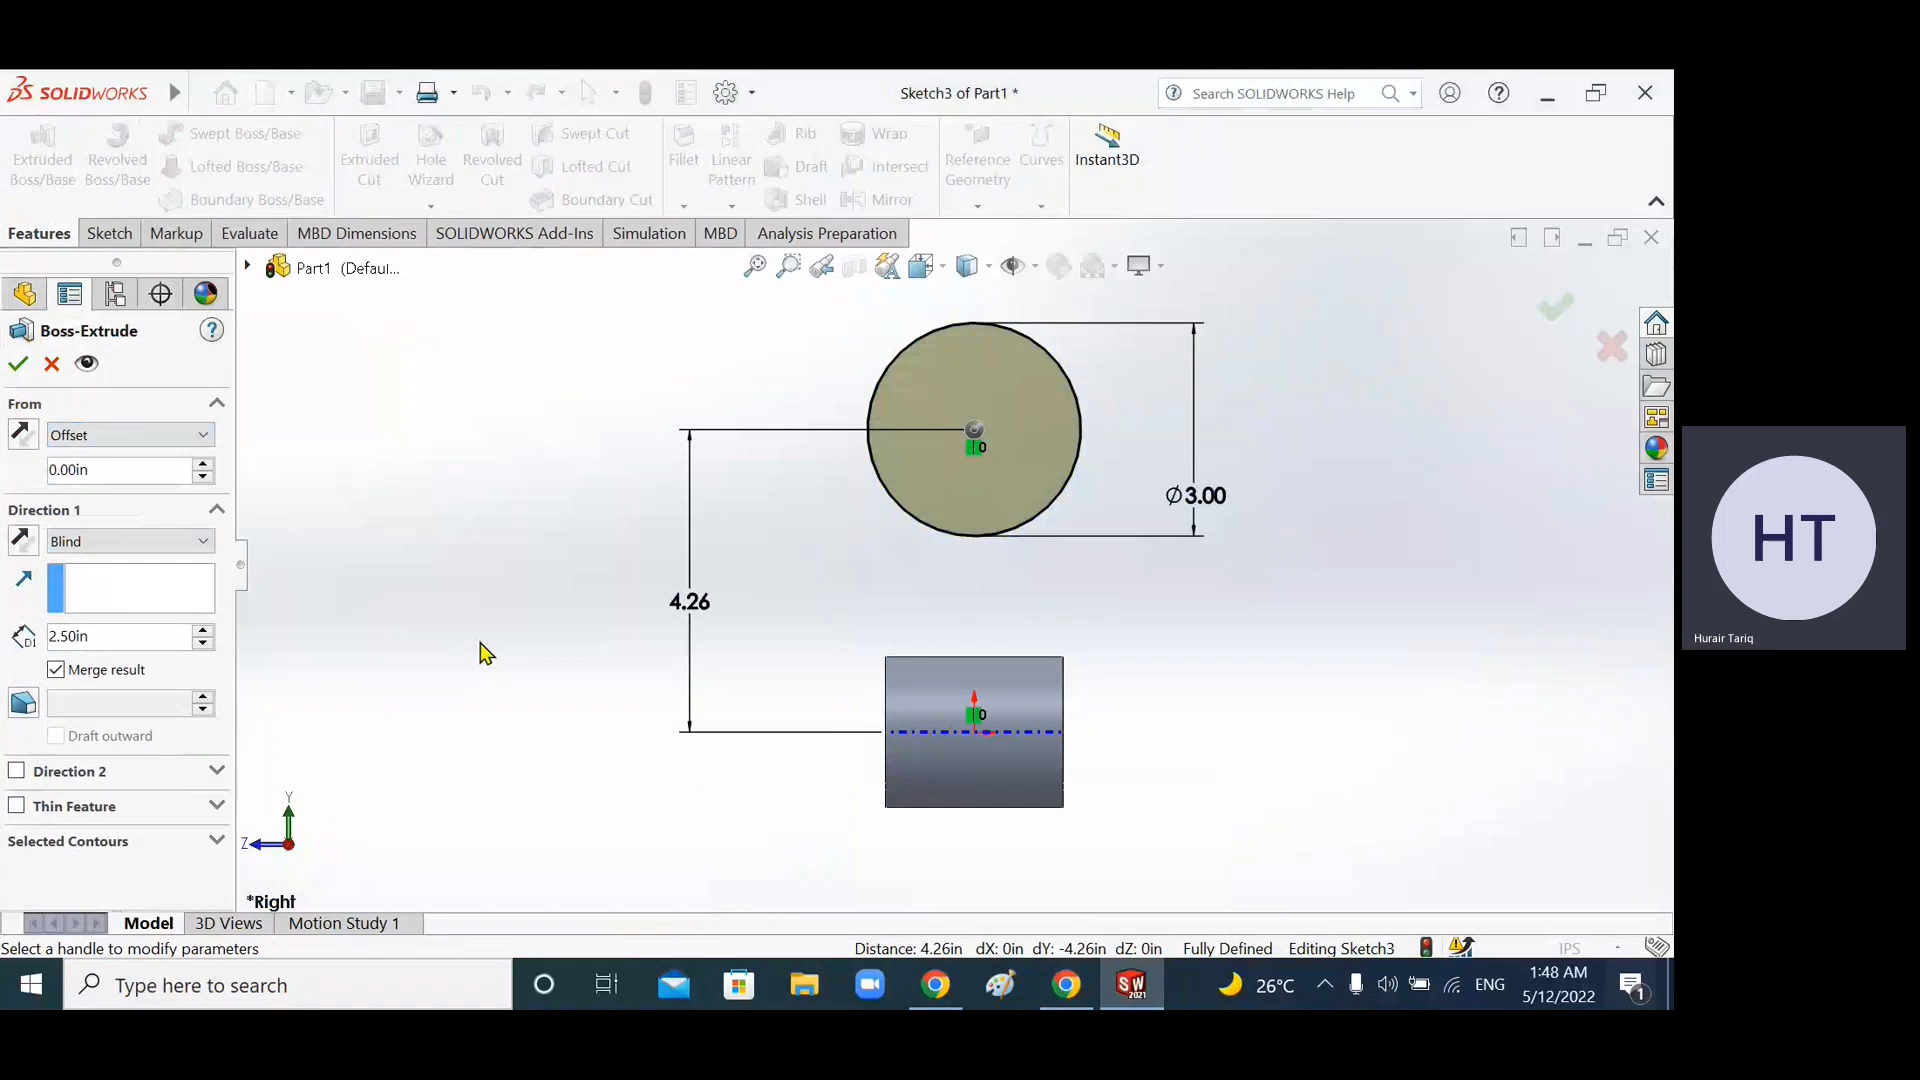 SOLIDWORKS
Sketch3 of Part1 *
Search SOLIDWORKS Help
Extruded Boss/Base
Revolved Boss/Base
Swept Boss/Base
Lofted Boss/Base
Boundary Boss/Base
Extruded Cut
Hole Wizard
Revolved Cut
Swept Cut
Lofted Cut
Boundary Cut
Fillet
Linear Pattern
Rib
Draft
Shell
Wrap
Intersect
Mirror
Reference Geometry
Curves
Instant3D
Features
Sketch
Markup
Evaluate
MBD Dimensions
SOLIDWORKS Add-Ins
Simulation
MBD
Analysis Preparation
Part1 (Defaul...
Boss-Extrude
From
Offset
0.00in
Direction 1
Blind
D1
2.50in
Merge result
Draft outward
Direction 2
Thin Feature
Selected Contours
0
Ø3.00
4.26
0
Y
Z
*Right
HT
Hurair Tariq
Model
3D Views
Motion Study 1
Select a handle to modify parameters
Distance: 4.26in dX: 0in dY: -4.26in dZ: 0in
Fully Defined
Editing Sketch3
IPS
Type here to search
SW
2021
26°C
ENG
1:48 AM
5/12/2022
1